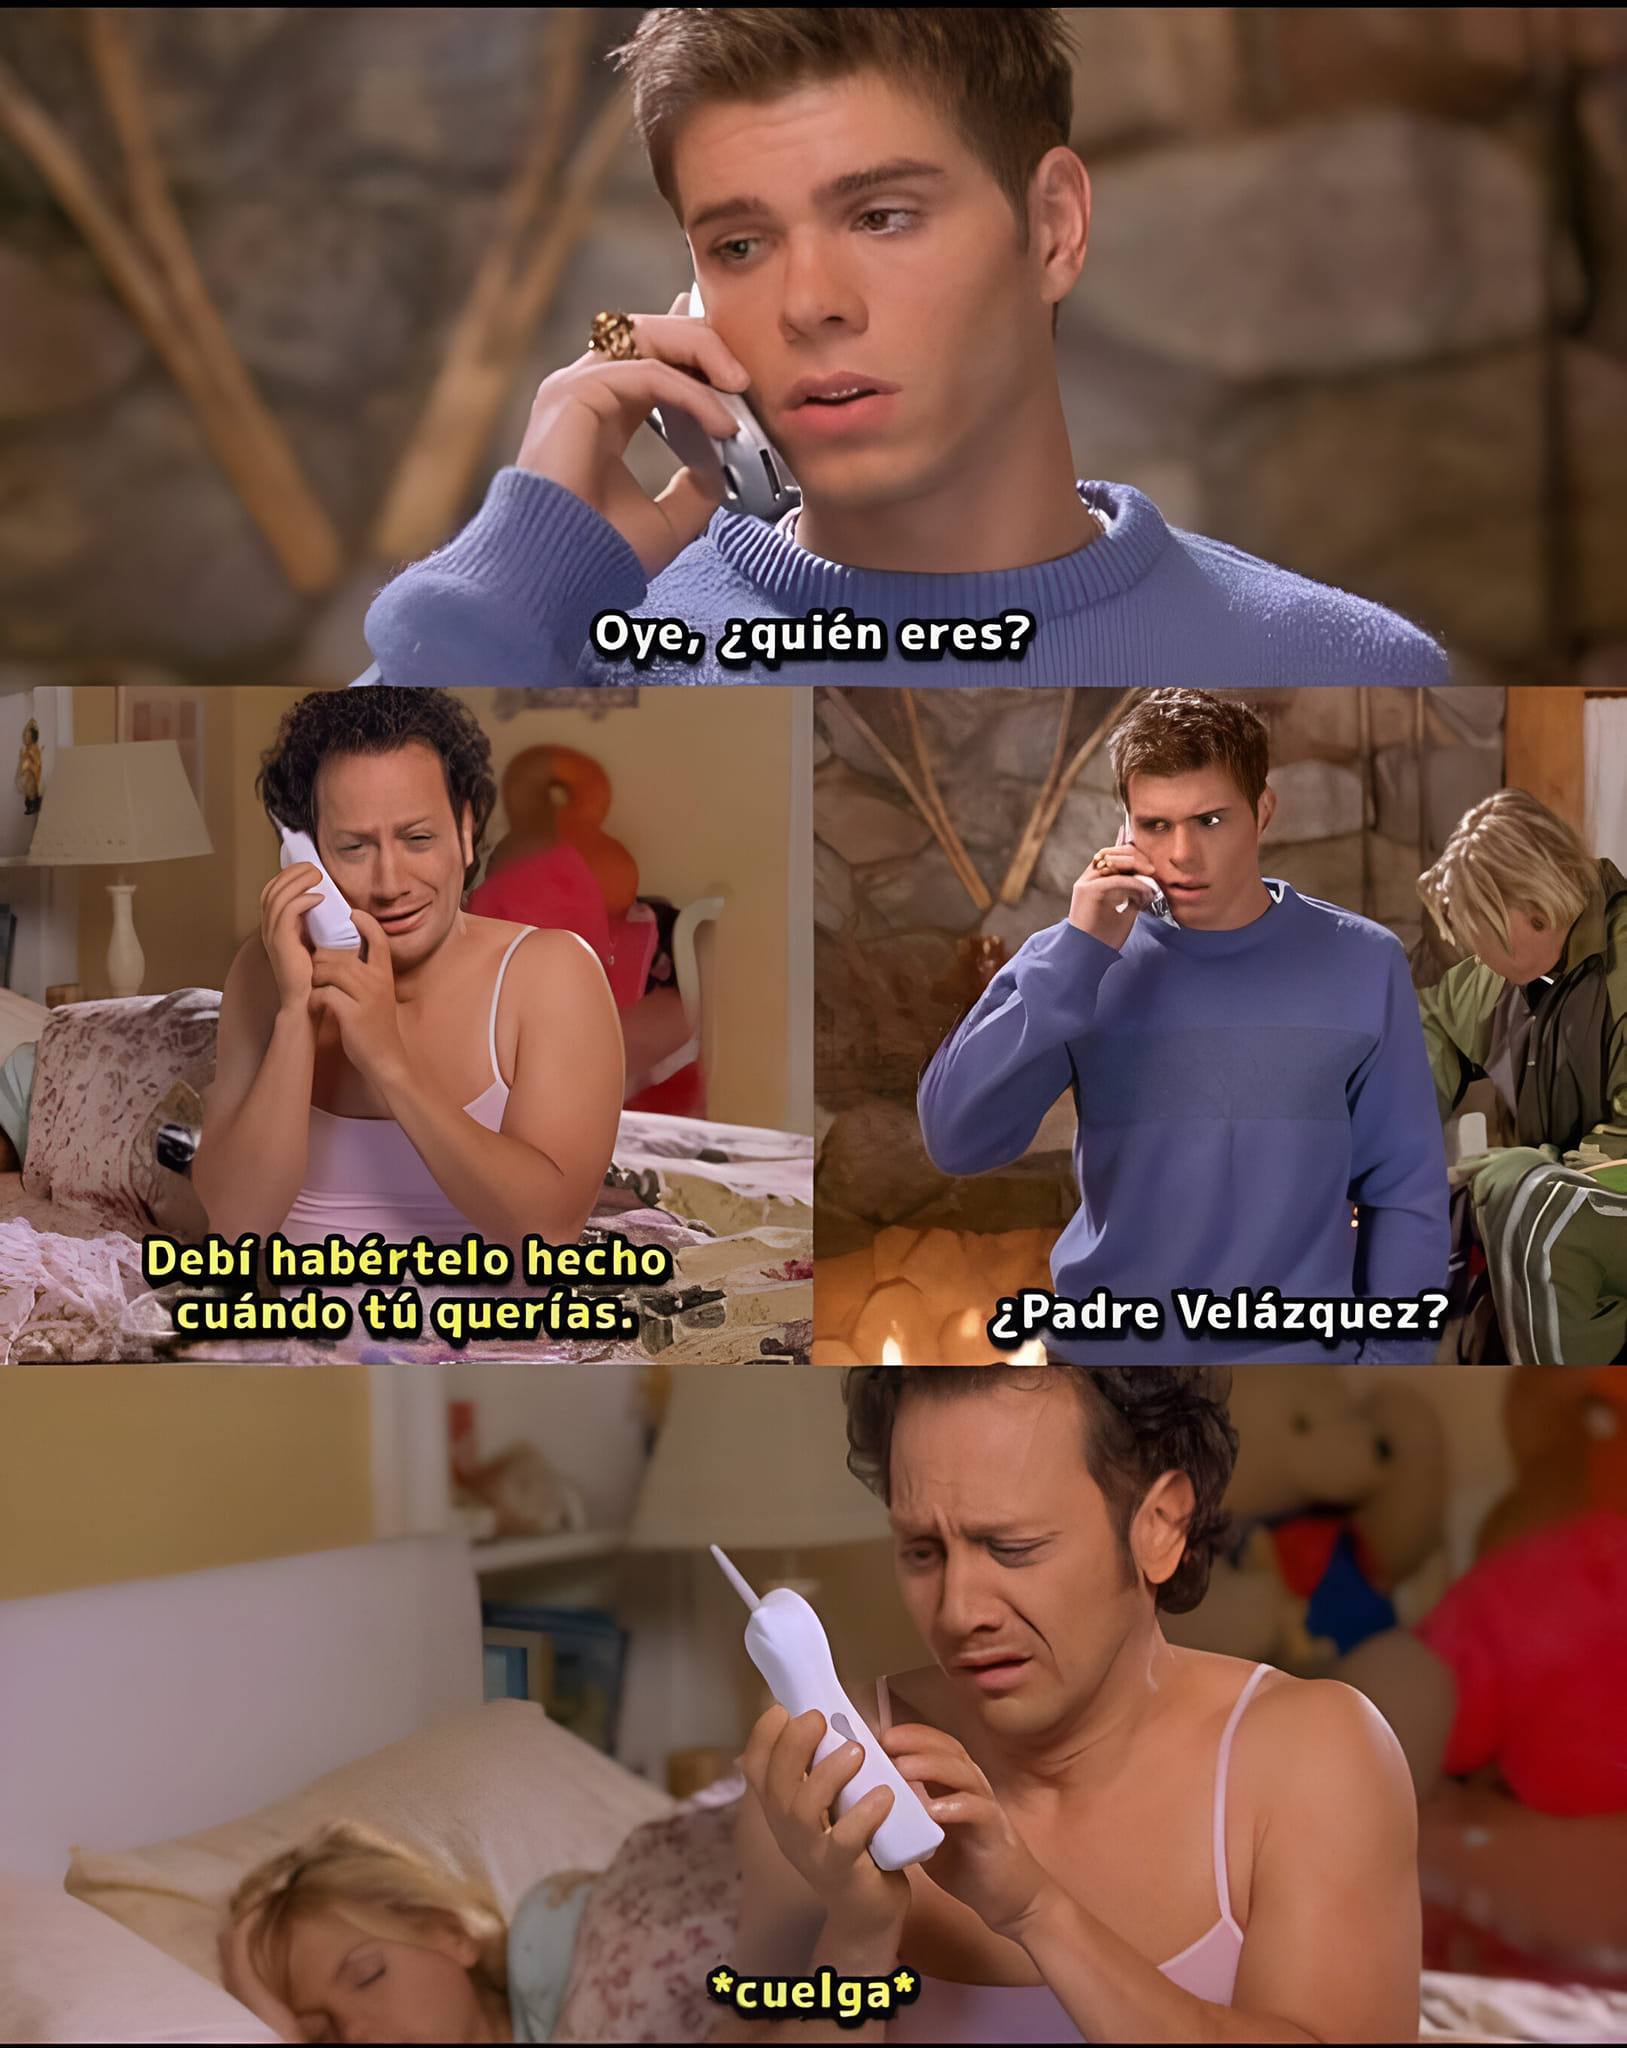 Oye, ¿quién eres?
Debí habértelo hecho
cuándo tú querías.
¿Padre Velázquez?
*cuelga*